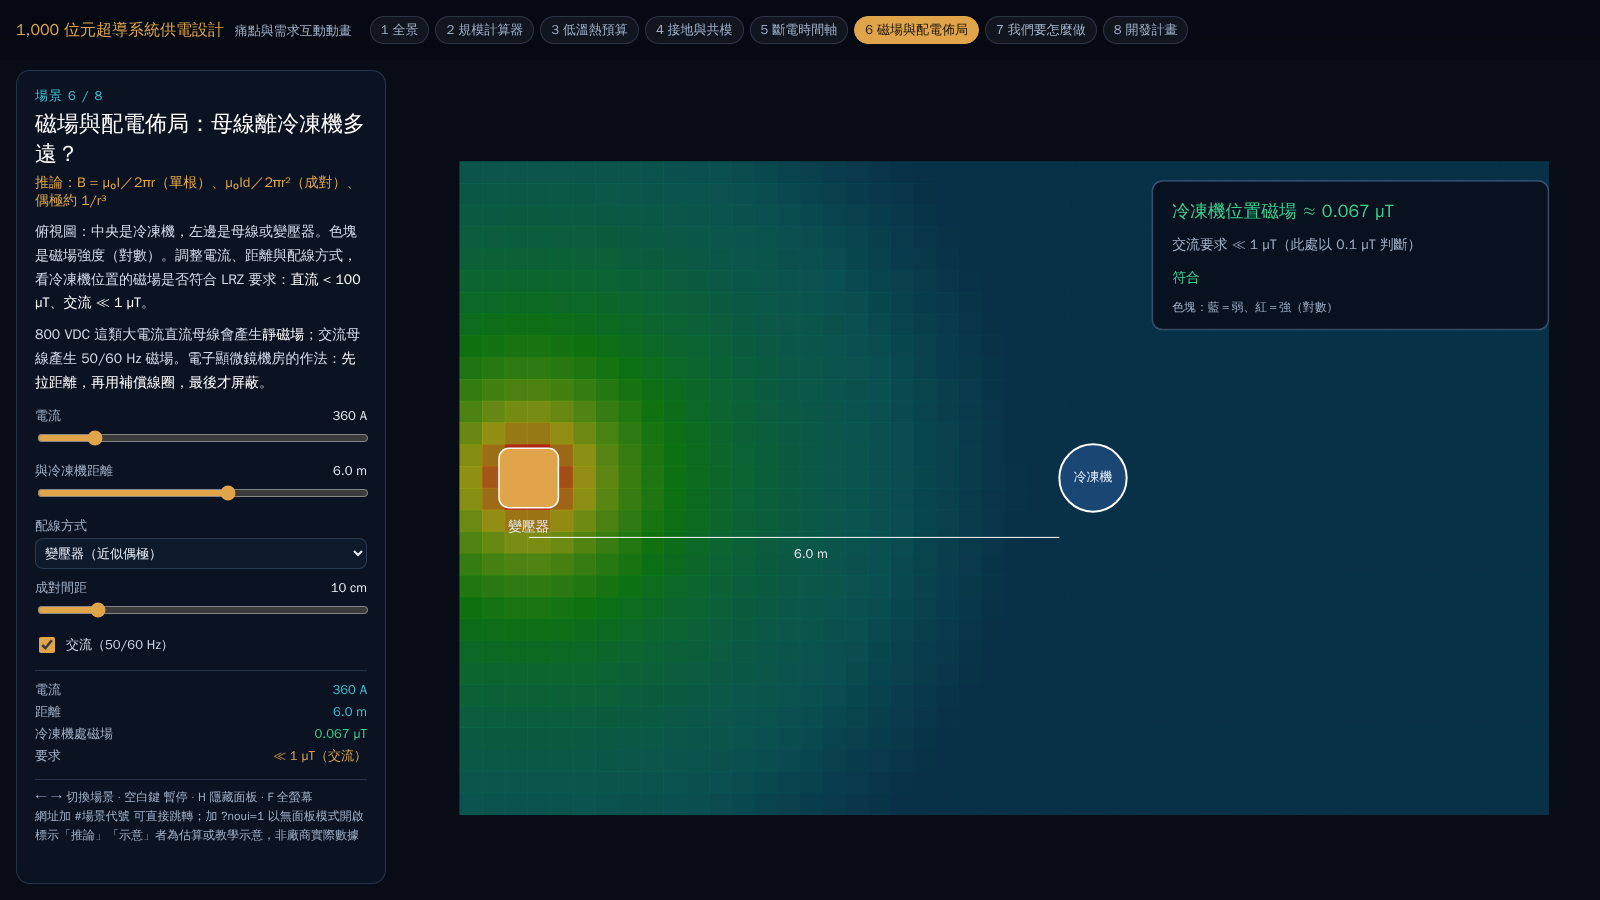 1,000 位元超導系統供電設計
痛點與需求互動動畫
1 全景
2 規模計算器
3 低溫熱預算
4 接地與共模
5 斷電時間軸
6 磁場與配電佈局
7 我們要怎麼做
8 開發計畫
場景 6 / 8
磁場與配電佈局：母線離冷凍機多
遠？
推論：B = μ₀I／2πr（單根）、μ₀Id／2πr²（成對）、
偶極約 1/r³
俯視圖：中央是冷凍機，左邊是母線或變壓器。色塊
是磁場強度（對數）。調整電流、距離與配線方式，
看冷凍機位置的磁場是否符合 LRZ 要求：直流 < 100
μT、交流 ≪ 1 μT。
800 VDC 這類大電流直流母線會產生靜磁場；交流母
線產生 50/60 Hz 磁場。電子顯微鏡機房的作法：先
拉距離，再用補償線圈，最後才屏蔽。
電流 360 A
與冷凍機距離 6.0 m
配線方式
變壓器（近似偶極）
成對間距 10 cm
交流（50/60 Hz）
電流 360 A
距離 6.0 m
冷凍機處磁場 0.067 μT
要求 ≪ 1 μT（交流）
← → 切換場景 · 空白鍵 暫停 · H 隱藏面板 · F 全螢幕
網址加 #場景代號 可直接跳轉；加 ?noui=1 以無面板模式開啟
標示「推論」「示意」者為估算或教學示意，非廠商實際數據
冷凍機位置磁場 ≈ 0.067 μT
交流要求 ≪ 1 μT（此處以 0.1 μT 判斷）
符合
色塊：藍＝弱、紅＝強（對數）
冷凍機
變壓器
6.0 m